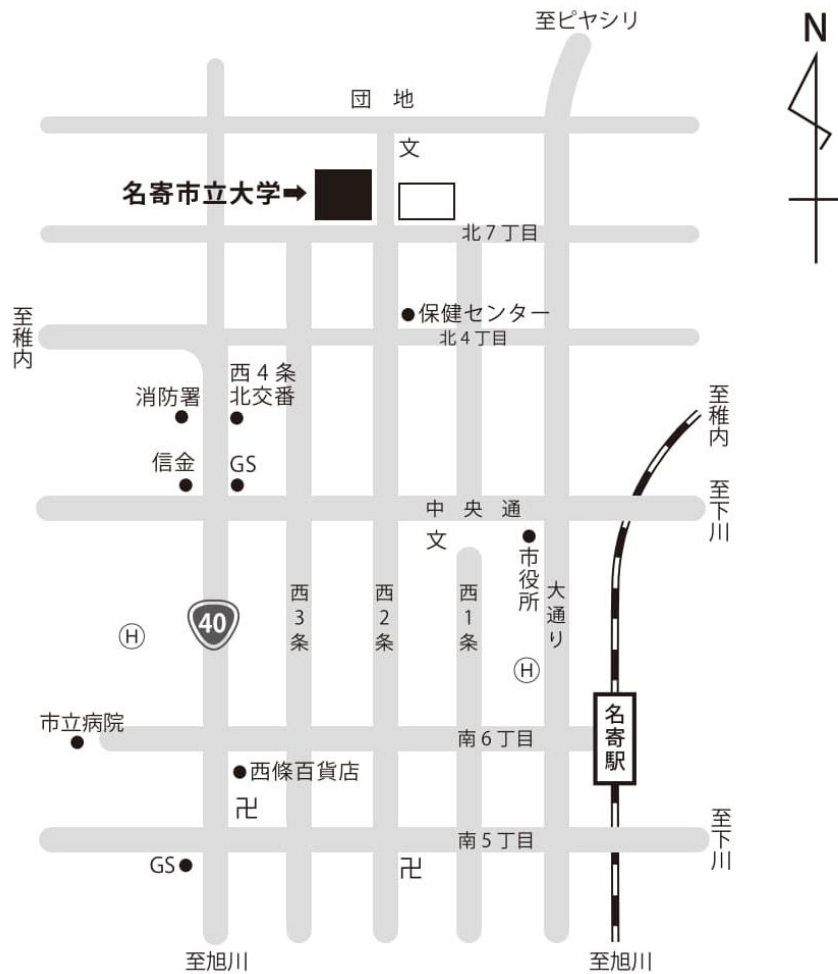 至ピヤシリ
N
団 地
文
名寄市立大学➡
北7丁目
保健センター
北4丁目
至稚内
西4条
北交番
消防署
至稚内
信金
GS
至下川
中 央 通
文
市役所
西3条
西2条
西1条
大通り
40
H
H
名寄駅
市立病院
南6丁目
西條百貨店
卍
至下川
南5丁目
GS
卍
至旭川
至旭川